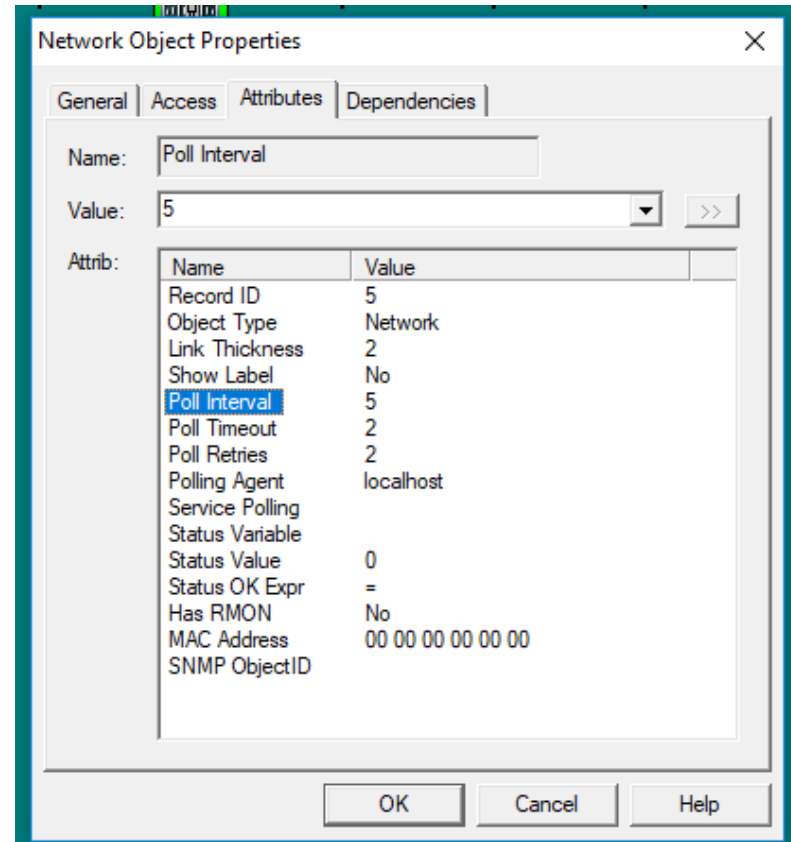 Network Object Properties
General Access Attributes Dependencies
Name: Poll Interval
Value: 5 >>
Attrib: Name Value
Record ID 5
Object Type Network
Link Thickness 2
Show Label No
Poll Interval 5
Poll Timeout 2
Poll Retries 2
Polling Agent localhost
Service Polling
Status Variable
Status Value 0
Status OK Expr =
Has RMON No
MAC Address 00 00 00 00 00 00
SNMP ObjectID
OK Cancel Help